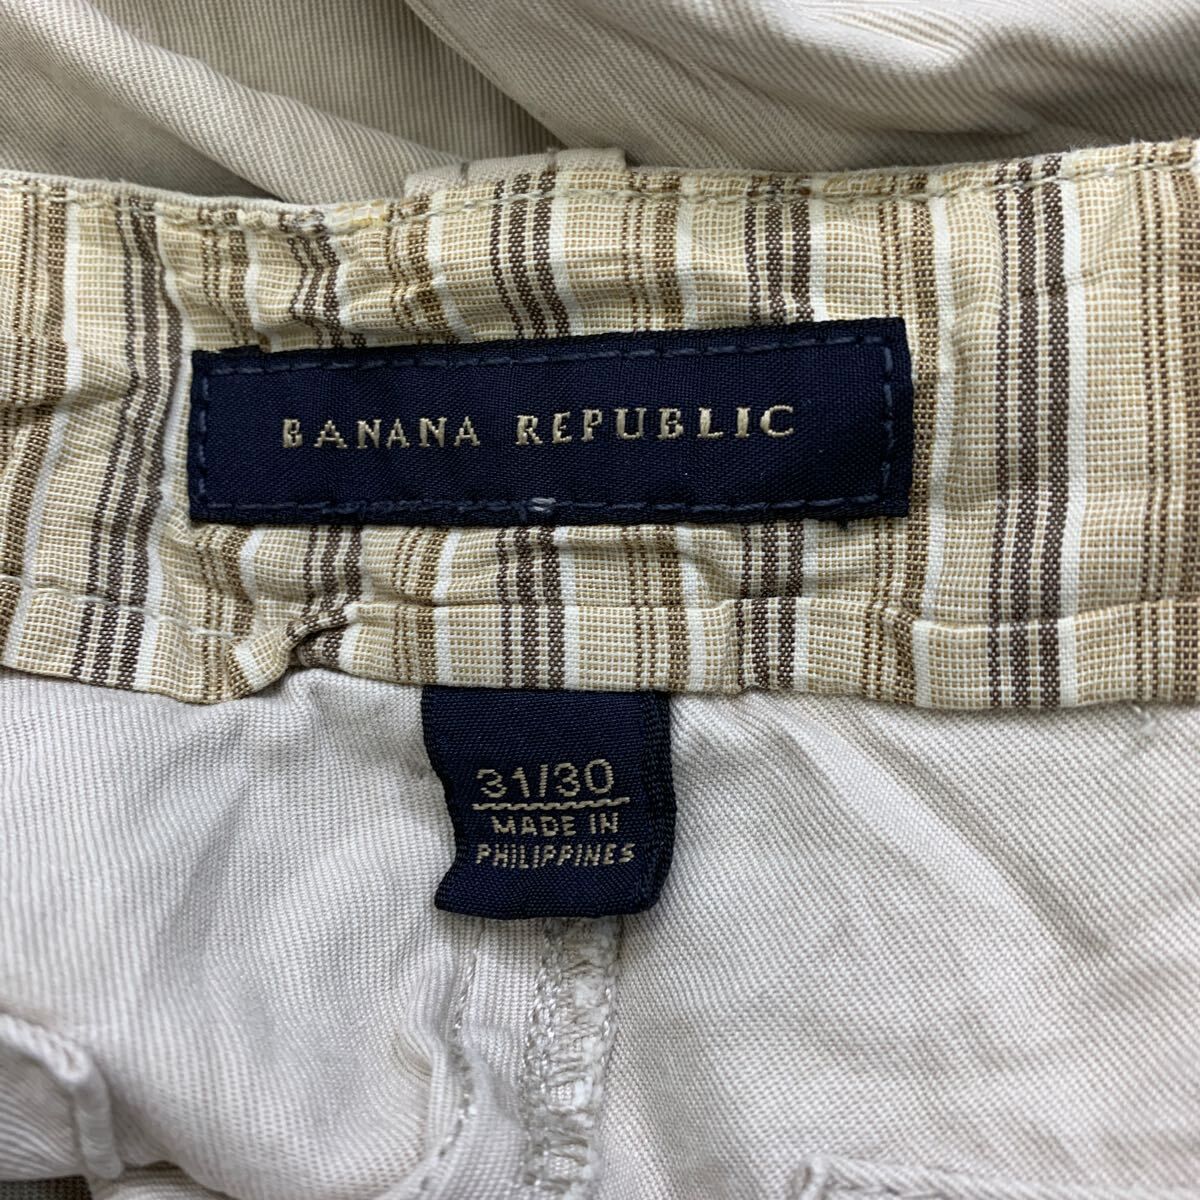 BANANA REPUBLIC
31/30
MADE IN
PHILIPPINES